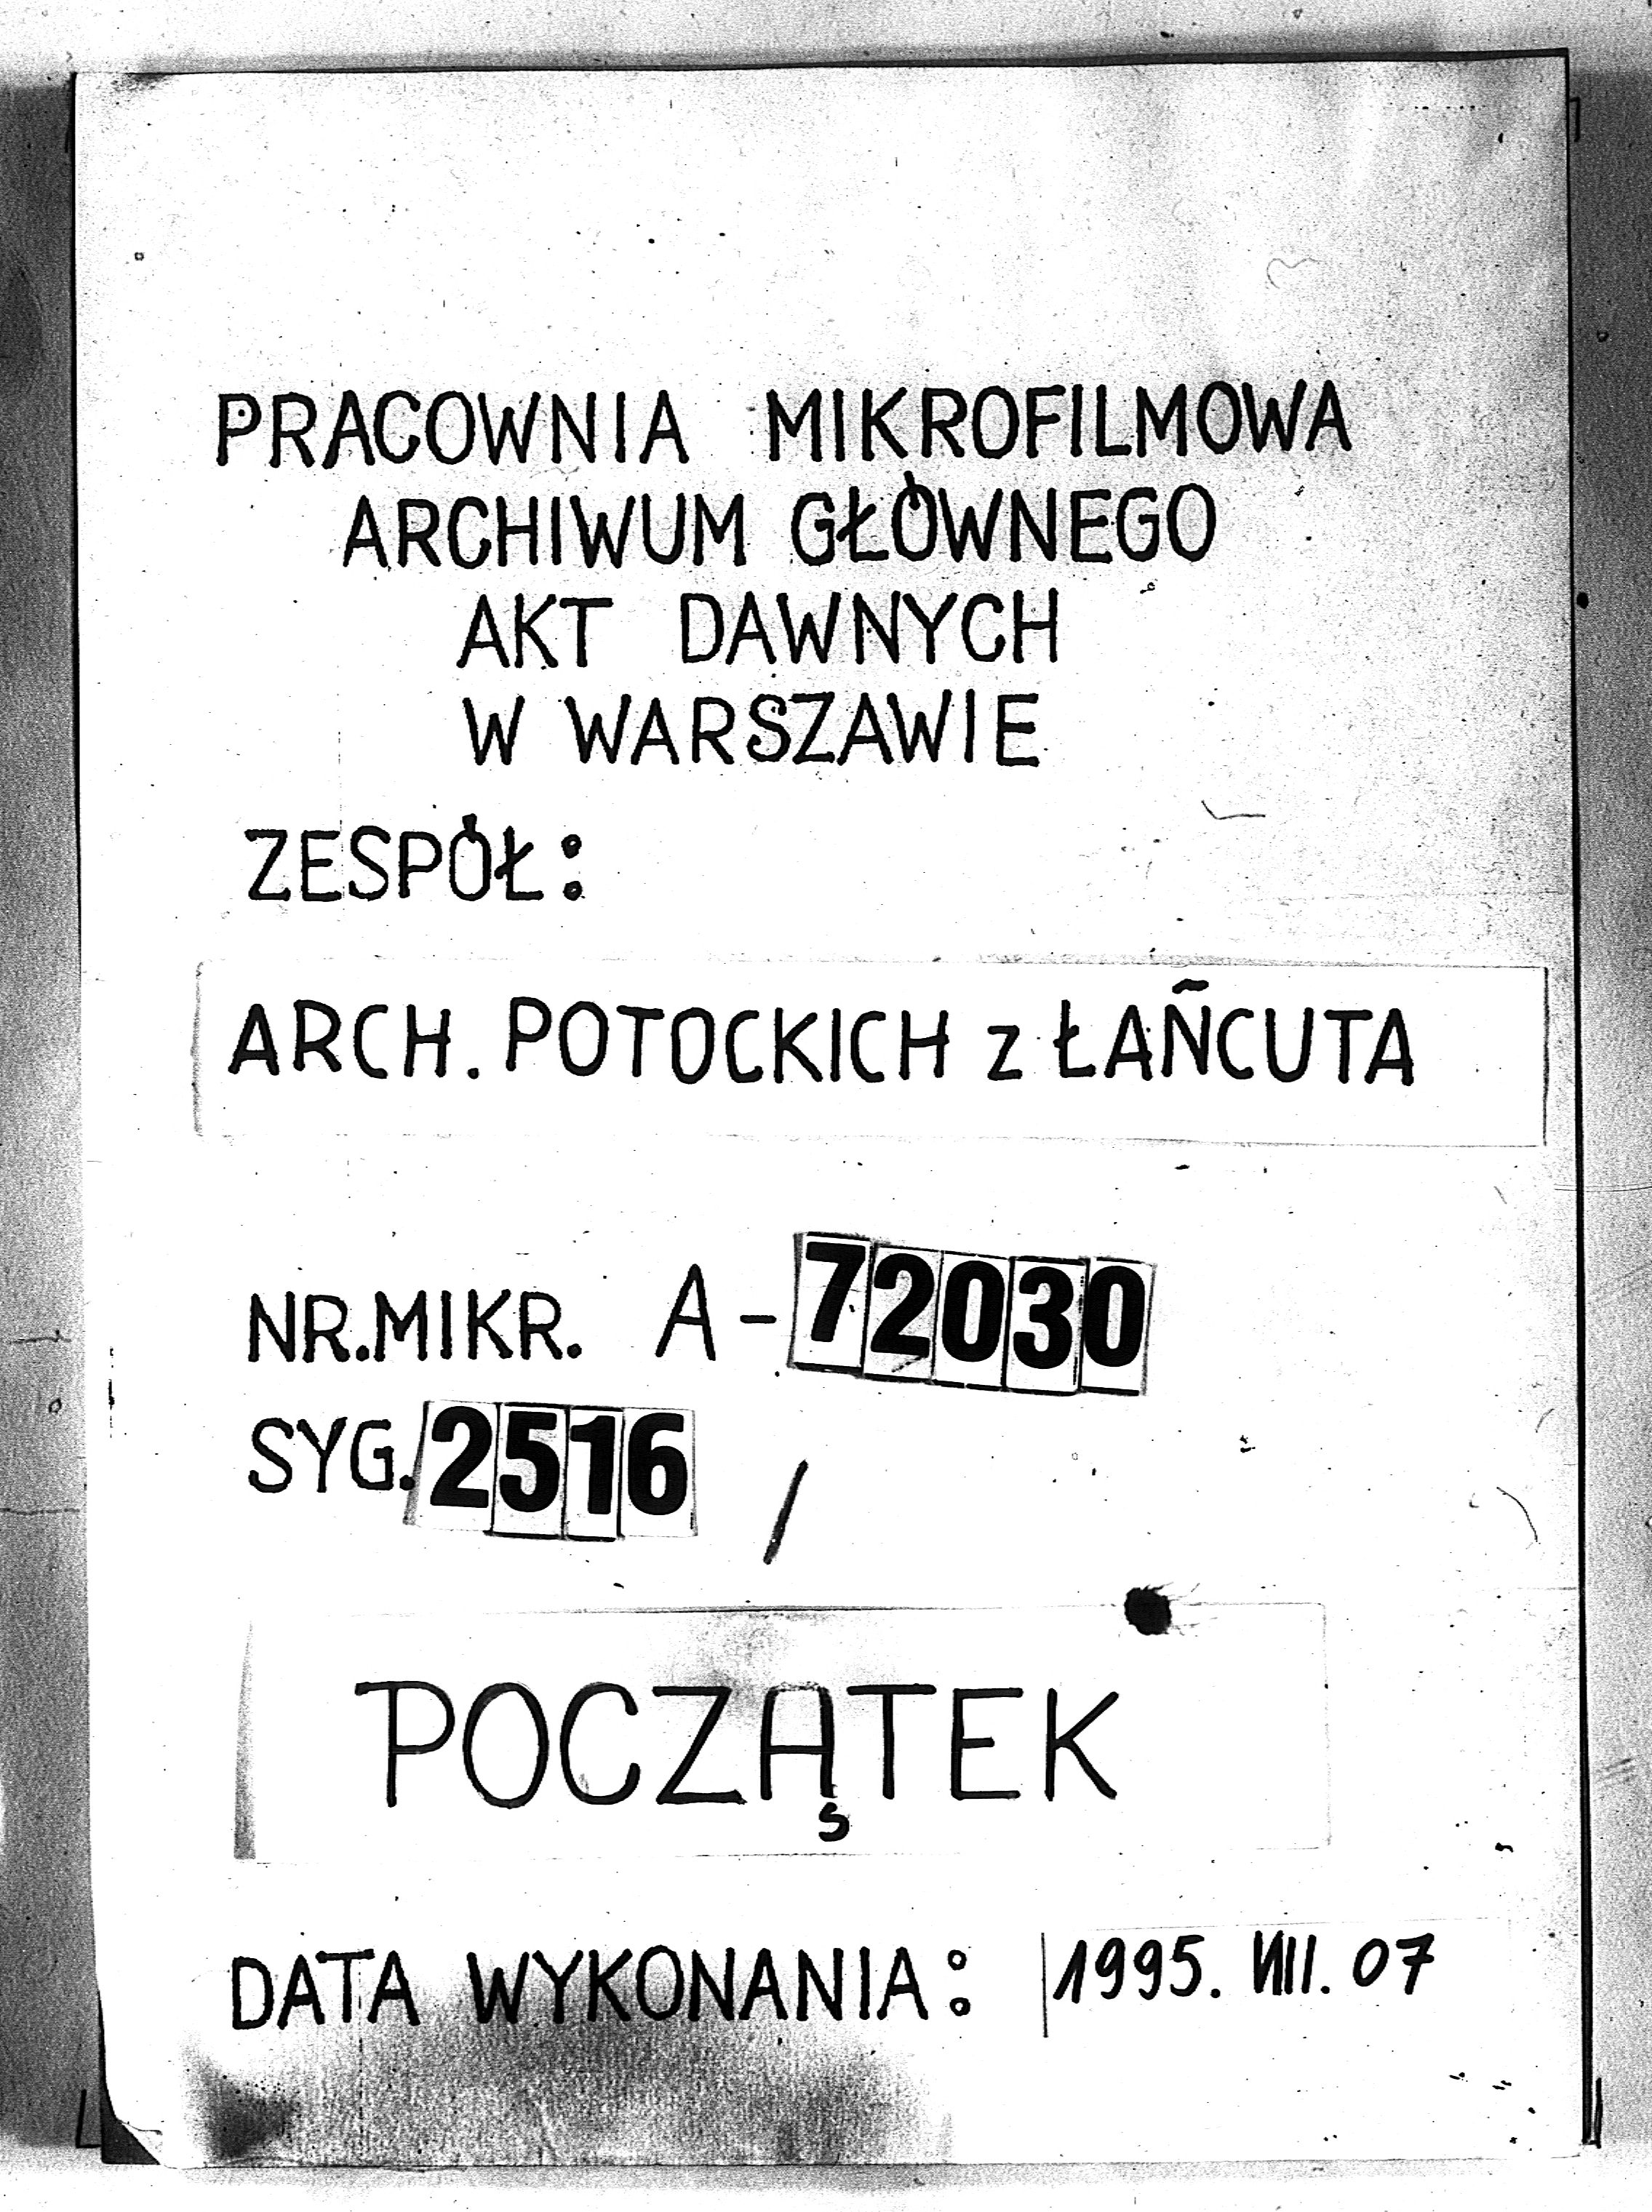 PRACOWNIA MIKROFILMOWA
ARCHIWUM GŁÓWNEGO
AKT DAWNYCH
W WARSZAWIE
ZESPÓŁ:
ARCH. POTOCKICH z ŁAŃCUTA
NR.MIKR. A-72030
SYG. 2516 /
POCZĄTEK
DATA WYKONANIA: 1995. VIII. 07